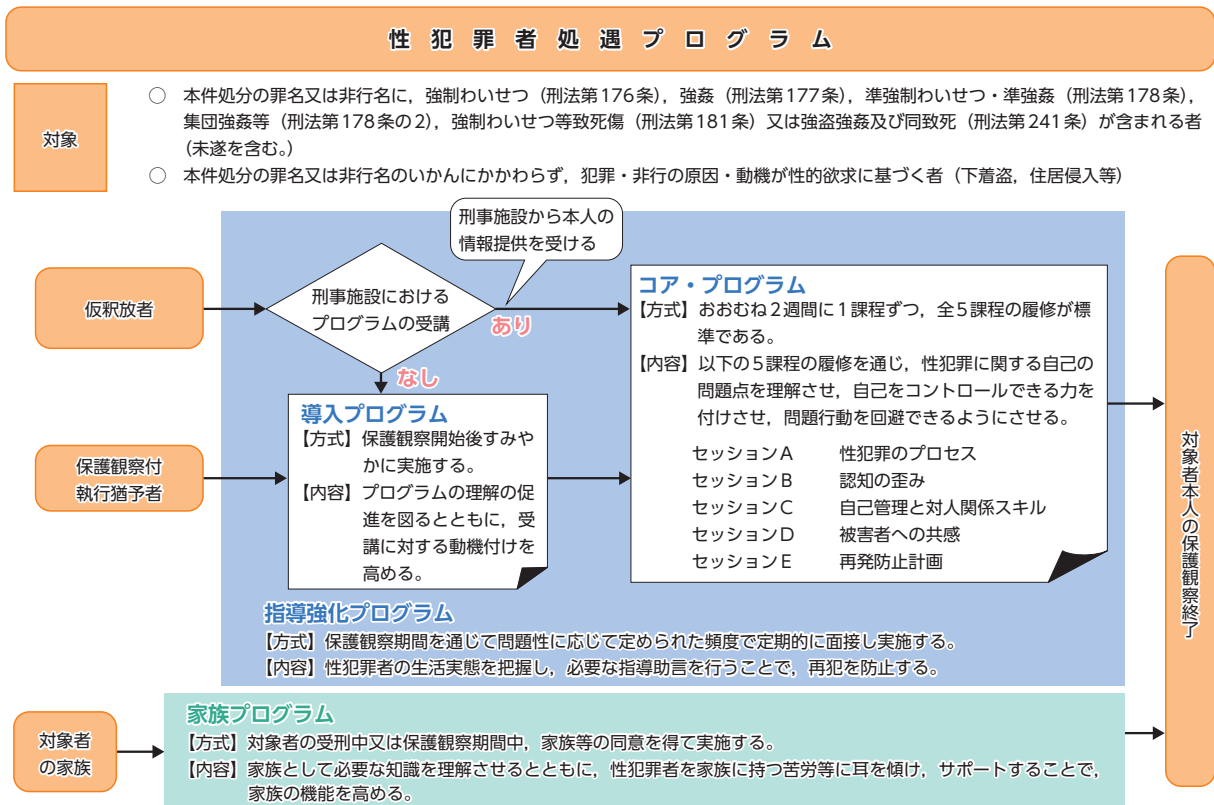 性犯罪者処遇プログラム
対象
○ 本件処分の罪名又は非行名に，強制わいせつ（刑法第176条），強姦（刑法第177条），準強制わいせつ・準強姦（刑法第178条），
集団強姦等（刑法第178条の2），強制わいせつ等致死傷（刑法第181条）又は強盗強姦及び同致死（刑法第241条）が含まれる者
（未遂を含む。）
○ 本件処分の罪名又は非行名のいかんにかかわらず，犯罪・非行の原因・動機が性的欲求に基づく者（下着盗，住居侵入等）
刑事施設から本人の
情報提供を受ける
仮釈放者
刑事施設における
プログラムの受講
あり
なし
コア・プログラム
【方式】おおむね2週間に1課程ずつ，全5課程の履修が標
準である。
【内容】以下の5課程の履修を通じ，性犯罪に関する自己の
問題点を理解させ，自己をコントロールできる力を
付けさせ，問題行動を回避できるようにさせる。
セッションA 性犯罪のプロセス
セッションB 認知の歪み
セッションC 自己管理と対人関係スキル
セッションD 被害者への共感
セッションE 再発防止計画
保護観察付
執行猶予者
導入プログラム
【方式】保護観察開始後すみや
かに実施する。
【内容】プログラムの理解の促
進を図るとともに，受
講に対する動機付けを
高める。
指導強化プログラム
【方式】保護観察期間を通じて問題性に応じて定められた頻度で定期的に面接し実施する。
【内容】性犯罪者の生活実態を把握し，必要な指導助言を行うことで，再犯を防止する。
対象者本人の保護観察終了
対象者
の家族
家族プログラム
【方式】対象者の受刑中又は保護観察期間中，家族等の同意を得て実施する。
【内容】家族として必要な知識を理解させるとともに，性犯罪者を家族に持つ苦労等に耳を傾け，サポートすることで，
家族の機能を高める。